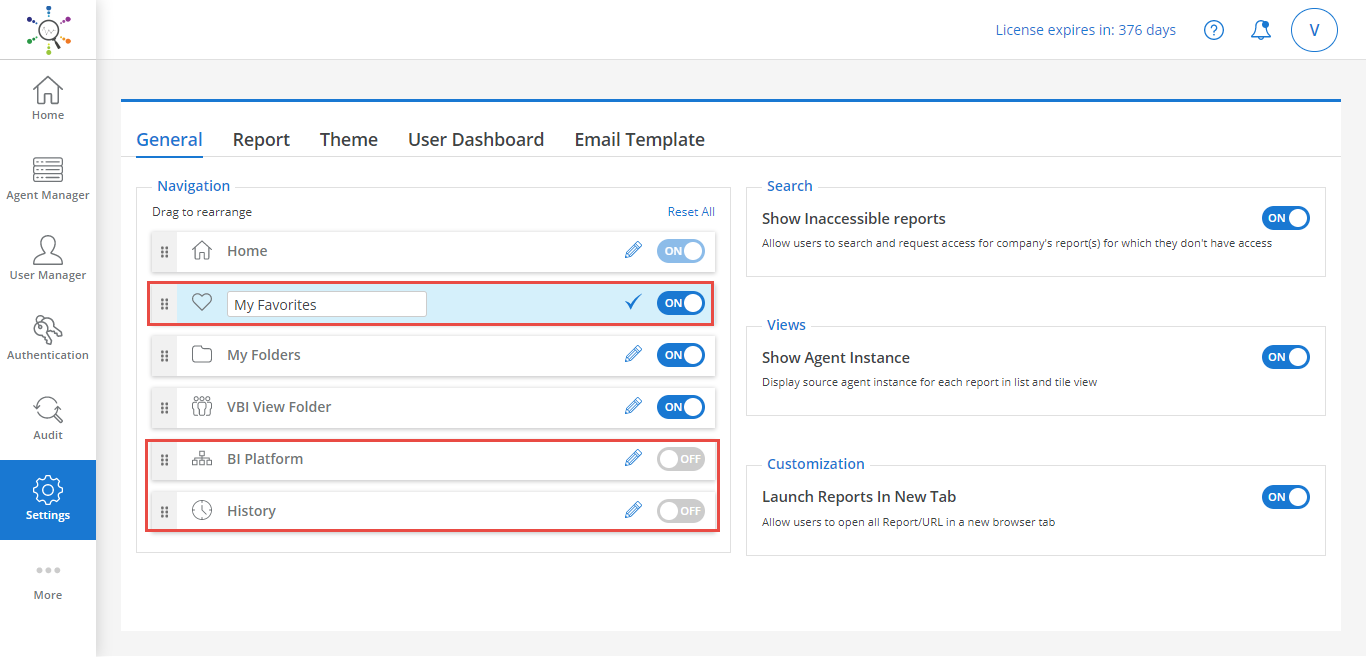 License expires in: 376 days
V
Home
Agent Manager
User Manager
Authentication
Audit
Settings
More
General Report Theme User Dashboard Email Template
Navigation
Drag to rearrange Reset All
Home ON
My Favorites ON
My Folders ON
VBI View Folder ON
BI Platform OFF
History OFF
Search
Show Inaccessible reports ON
Allow users to search and request access for company's report(s) for which they don't have access
Views
Show Agent Instance ON
Display source agent instance for each report in list and tile view
Customization
Launch Reports In New Tab ON
Allow users to open all Report/URL in a new browser tab